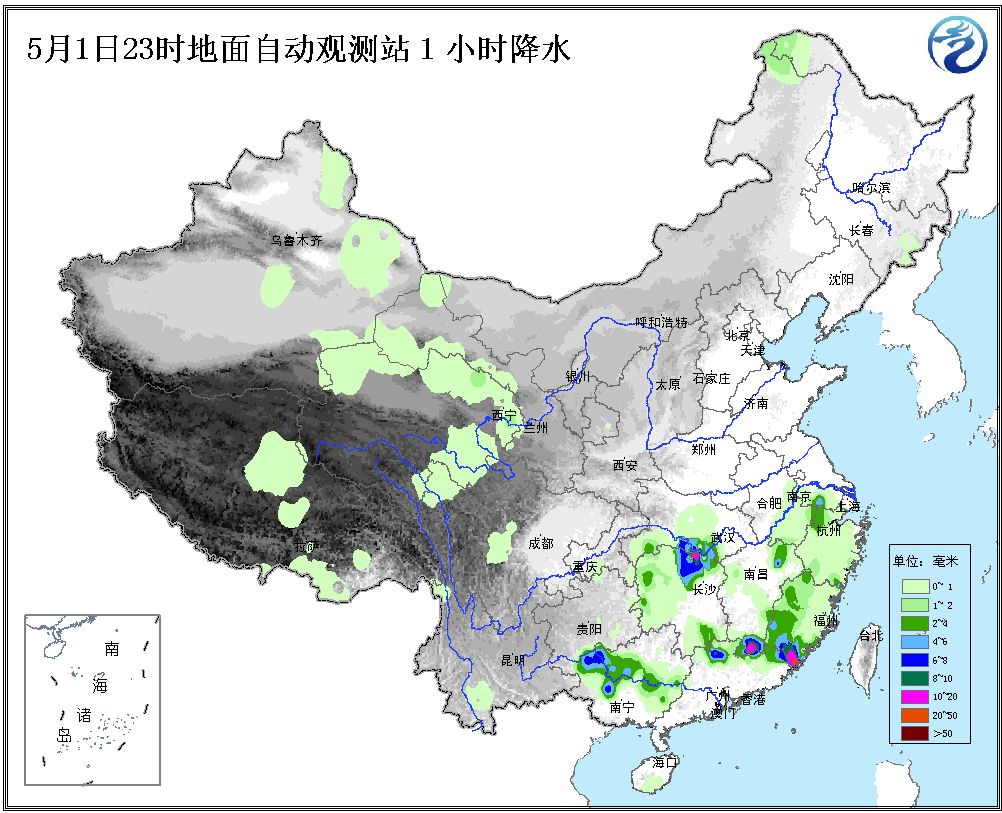 5月1日23时地面自动观测站1小时降水
哈尔滨
长春
乌鲁木齐
沈阳
呼和浩特
北京
天津
银川
太原
石家庄
济南
西宁
兰州
郑州
西安
合肥
南京
上海
杭州
成都
武汉
拉萨
重庆
南昌
长沙
贵阳
福州
台北
昆明
南宁
广州
香港
澳门
海口
南
海
诸
岛
单位：毫米
0~1
1~2
2~4
4~6
6~8
8~10
10~20
20~50
>50